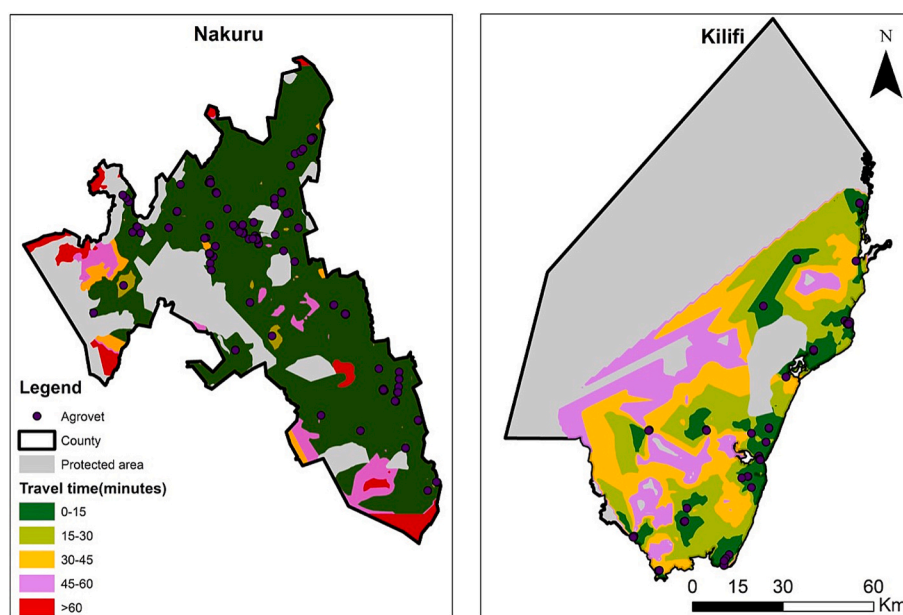 Nakuru
Legend
Agrovet
County
Protected area
Travel time(minutes)
0-15
15-30
30-45
45-60
>60
Kilifi
N
0 15 30 60
Km